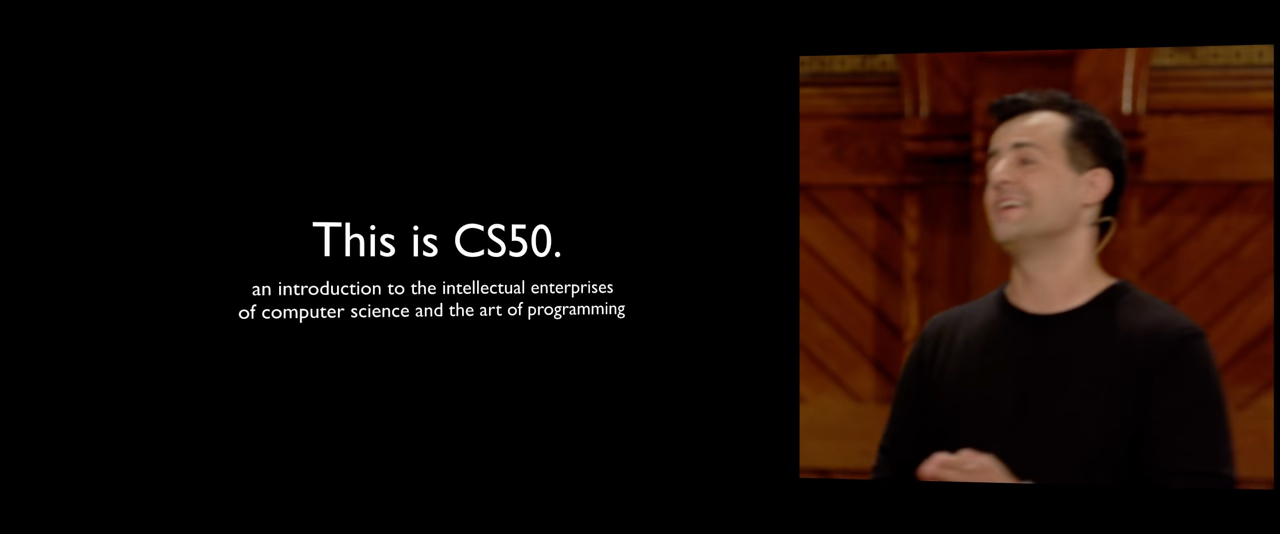 This is CS50.
an introduction to the intellectual enterprises
of computer science and the art of programming